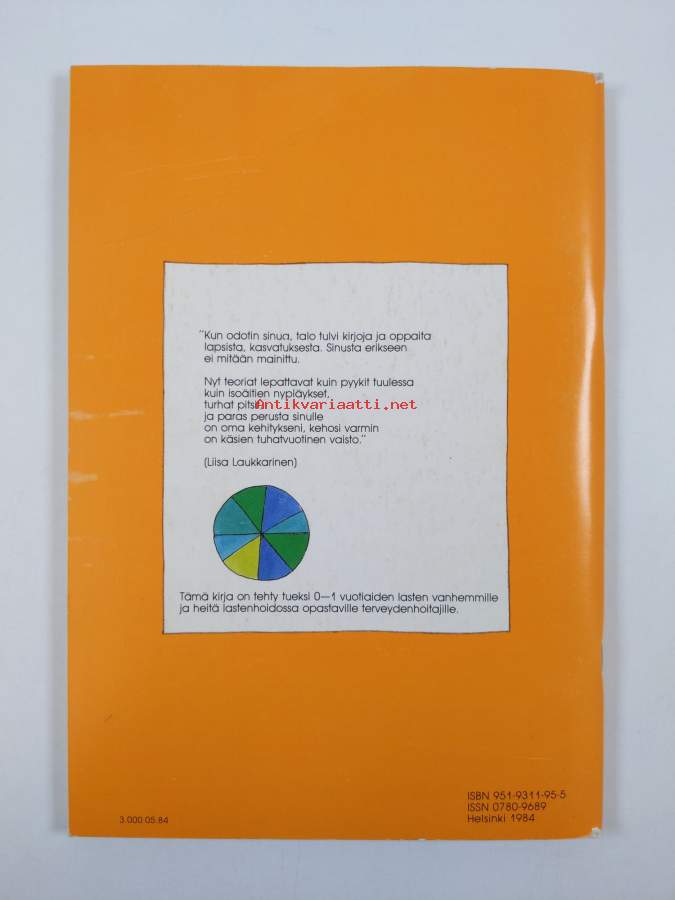 "Kun odotin sinua, talo tulvi kirjoja ja oppaita
lapsista, kasvatuksesta. Sinusta erikseen
ei mitään mainittu.
Nyt teoriat lepattavat kuin pyykit tuulessa
kuin isoäitien nypläykset,
turhat pitsit
Antikvariaatti.net
ja paras perusta sinulle
on oma kehitykseni, kehosi varmin
on käsien tuhatvuotinen vaisto."
(Liisa Laukkarinen)
Tämä kirja on tehty tueksi 0—1 vuotiaiden lasten vanhemmille
ja heitä lastenhoidossa opastaville terveydenhoitajille.
ISBN 951-9311-95-5
ISSN 0780-9689
Helsinki 1984
3.000 05.84